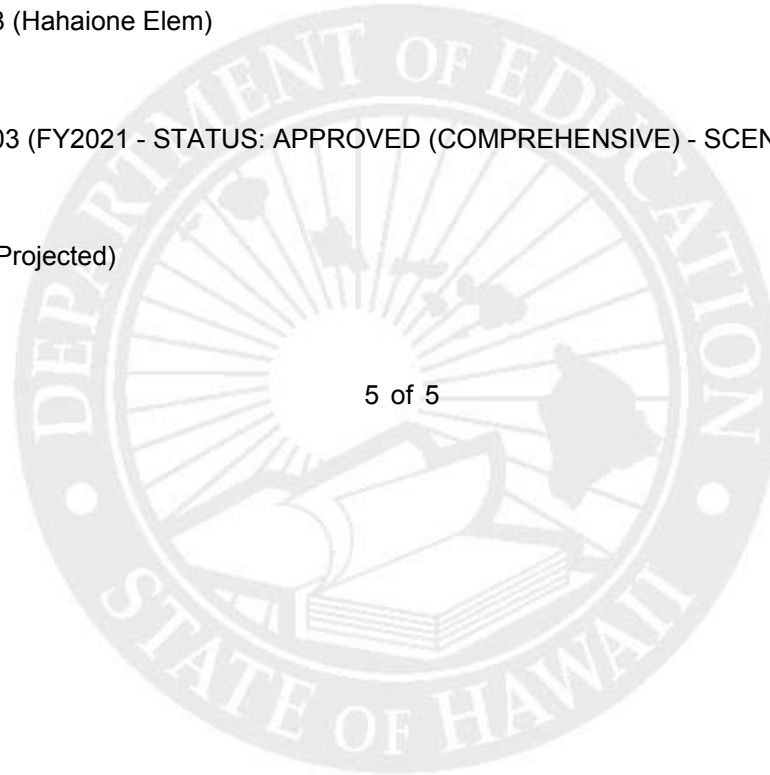 3 (Hahaione Elem)
03 (FY2021 - STATUS: APPROVED (COMPREHENSIVE) - SCEN
Projected)
5 of 5
DEPARTMENT OF EDUCATION
STATE OF HAWAII